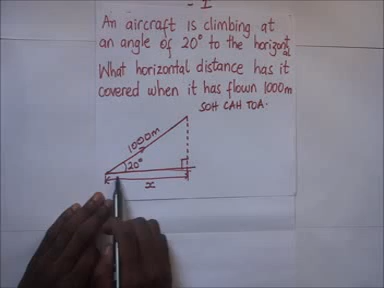 - I
An aircraft is climbing at
an angle of 20° to the horizontal
What horizontal distance has it
covered when it has flown 1000m
SOH CAH TOA.
1000m
20°
x